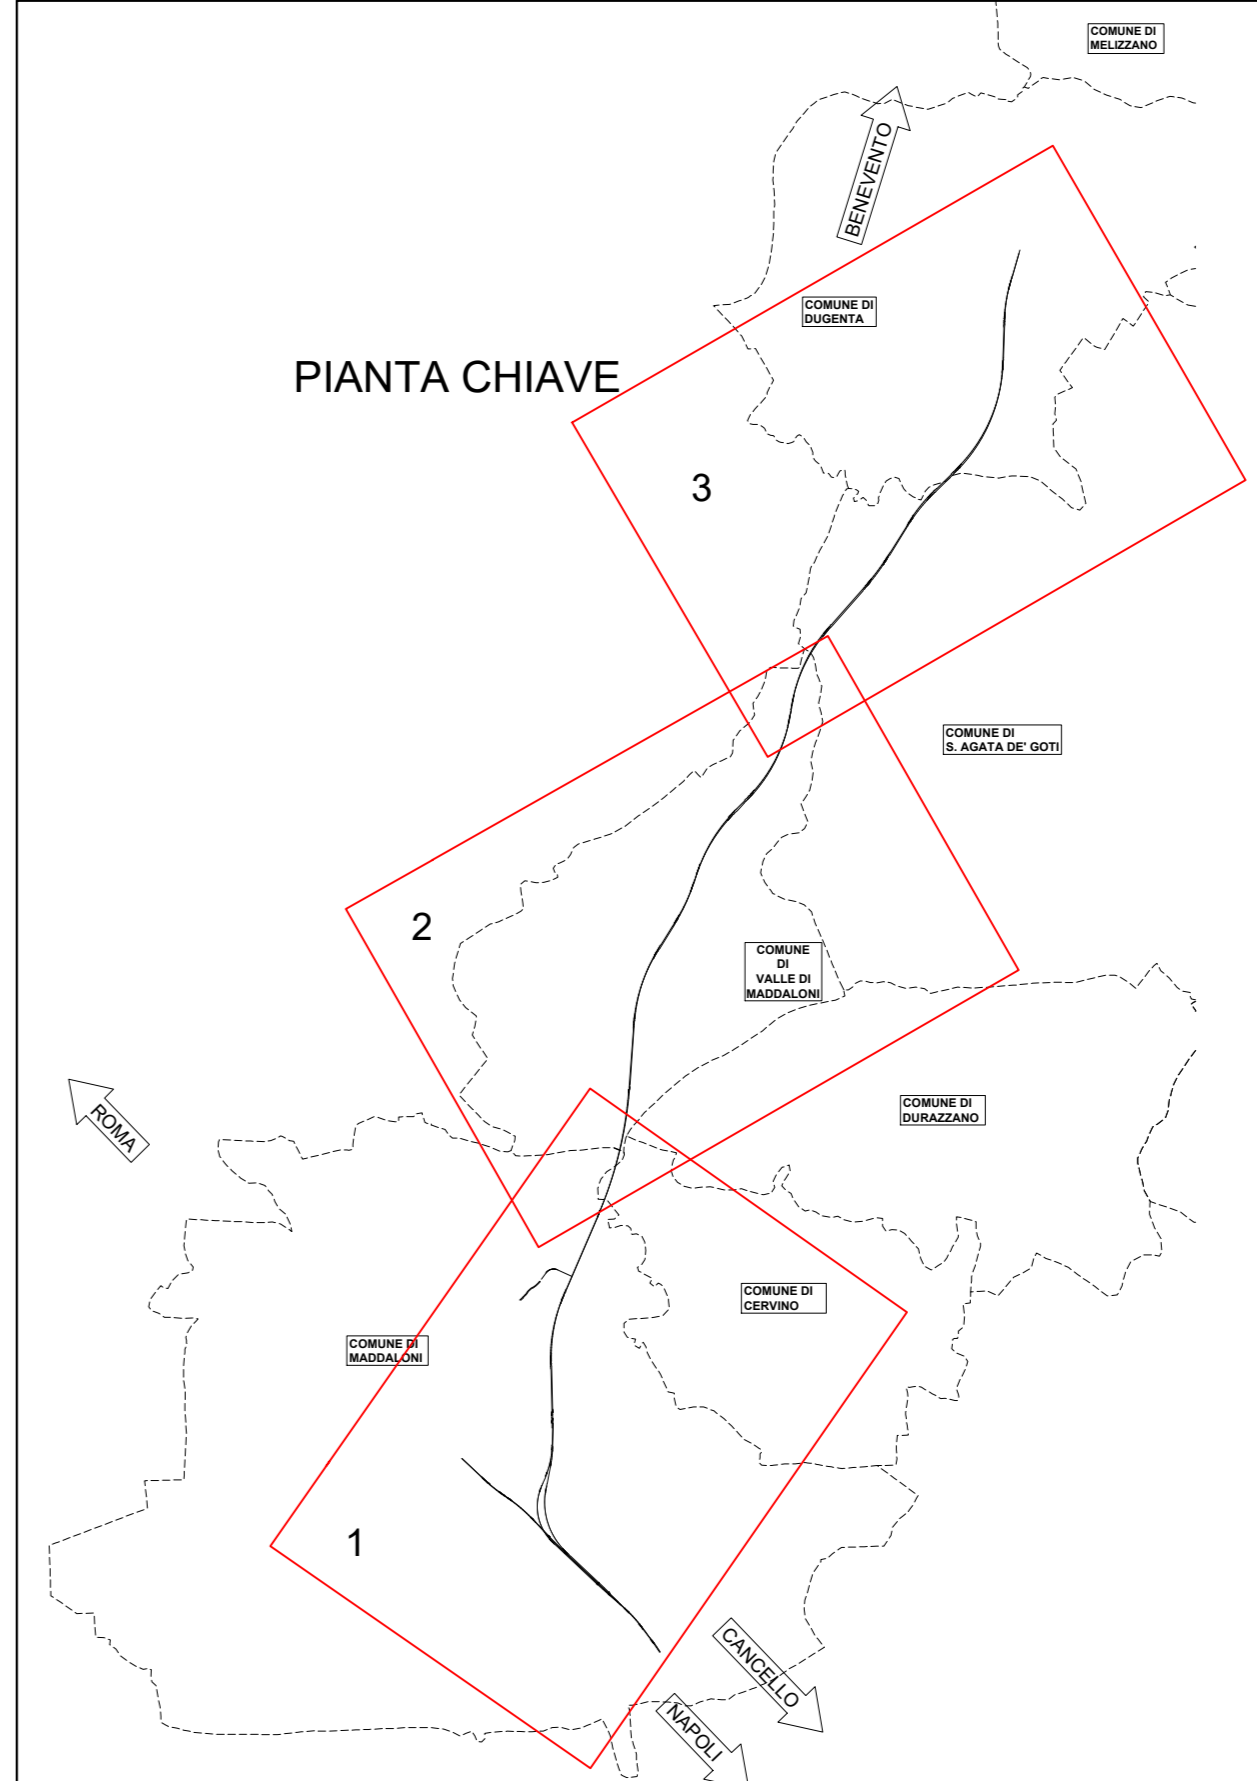 COMUNE DI
MELIZZANO
BENEVENTO
COMUNE DI
DUGENTA
PIANTA CHIAVE
3
COMUNE DI
S. AGATA DE' GOTI
2
COMUNE
DI
VALLE DI
MADDALONI
ROMA
COMUNE DI
DURAZZANO
COMUNE DI
CERVINO
COMUNE DI
MADDALONI
1
CANCELLO
NAPOLI